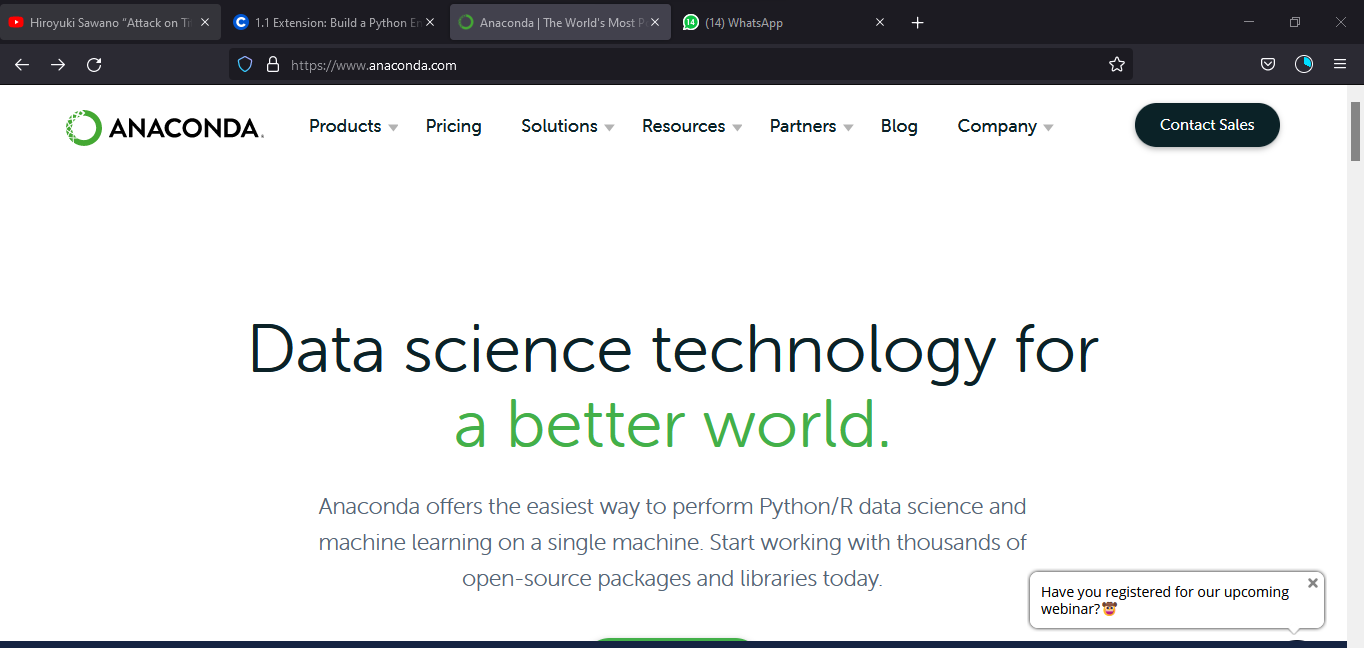 Hiroyuki Sawano “Attack on Ti
1.1 Extension: Build a Python En
Anaconda | The World's Most P
14
(14) WhatsApp
https://www.anaconda.com
ANACONDA.
Products
Pricing
Solutions
Resources
Partners
Blog
Company
Contact Sales
Data science technology for
a better world.
Anaconda offers the easiest way to perform Python/R data science and
machine learning on a single machine. Start working with thousands of
open-source packages and libraries today.
Have you registered for our upcoming
webinar?🤠